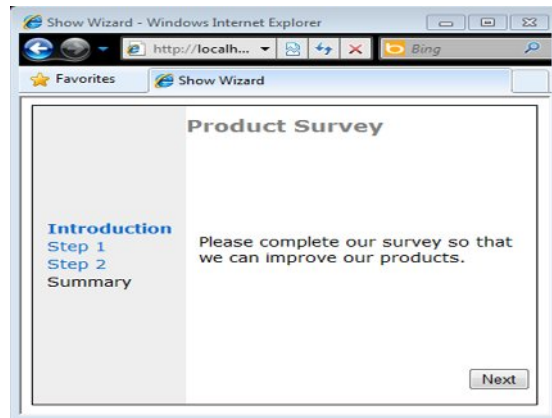 Show Wizard - Windows Internet Explorer
http://localh...
Bing
Favorites
Show Wizard
Product Survey
Introduction
Step 1
Step 2
Summary
Please complete our survey so that
we can improve our products.
Next